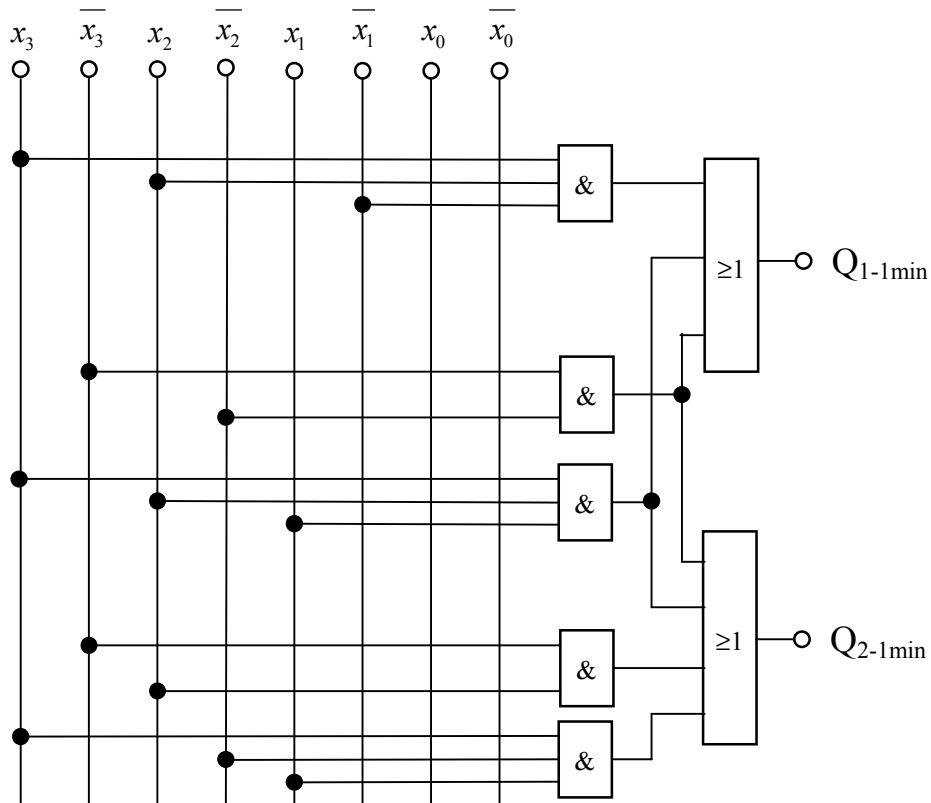 x₃ x̅₃ x₂ x̅₂ x₁ x̅₁ x₀ x̅₀
&
≥1
Q₁₋₁min
&
&
≥1
Q₂₋₁min
&
&